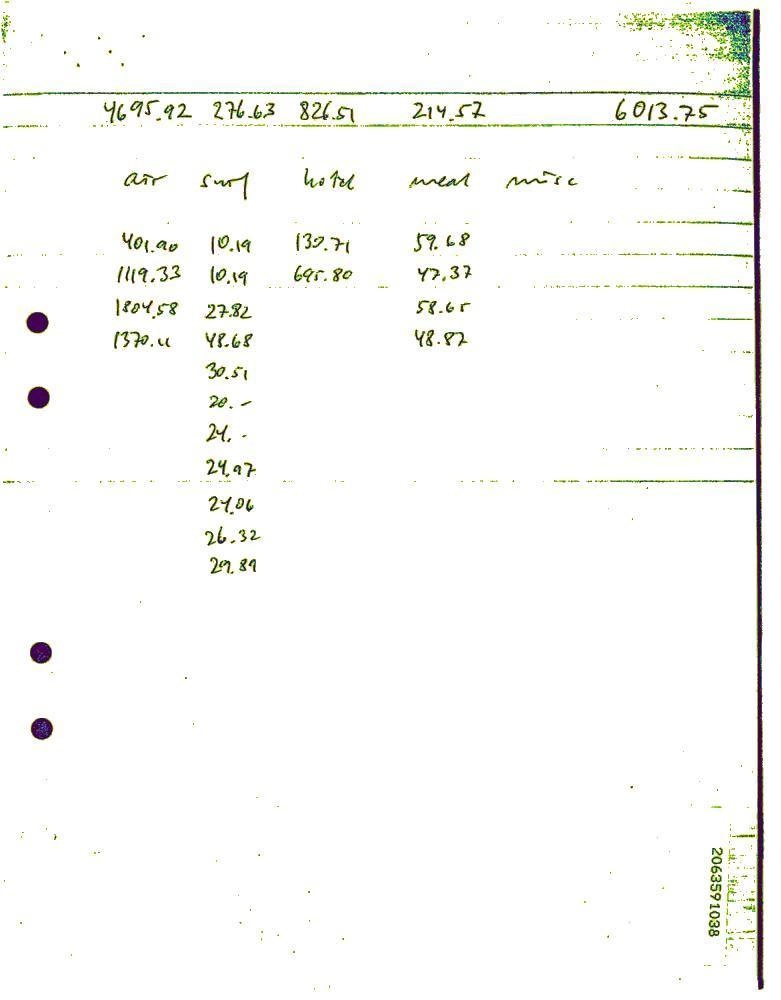 4695.92 276.63 826.51 214.57 6013.75
air surf hotel meal misc
401.90 10.19 130.71 59.68
1119.33 10.19 695.80 47.37
1804.58 27.82 58.65
1370.11 48.68 48.87
30.51
20.-
24.-
24.97
24.06
26.32
29.89
2063591038